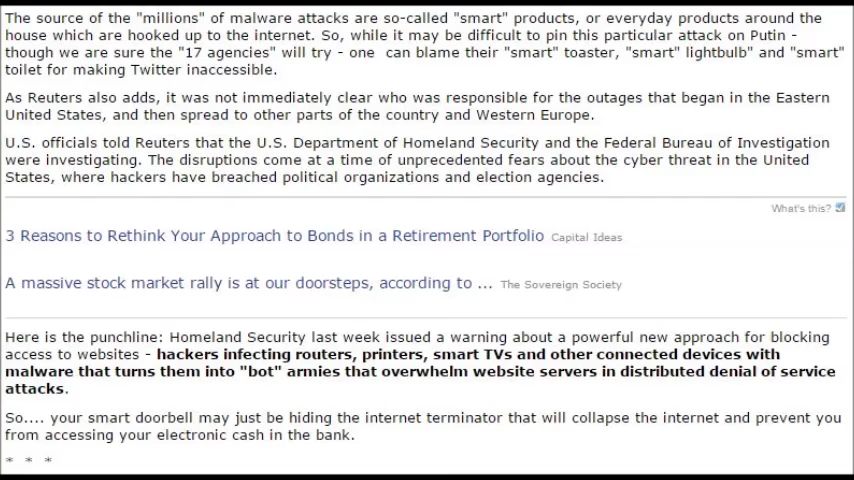 The source of the "millions" of malware attacks are so-called "smart" products, or everyday products around the
house which are hooked up to the internet. So, while it may be difficult to pin this particular attack on Putin -
though we are sure the "17 agencies" will try - one  can blame their "smart" toaster, "smart" lightbulb" and "smart"
toilet for making Twitter inaccessible.
As Reuters also adds, it was not immediately clear who was responsible for the outages that began in the Eastern
United States, and then spread to other parts of the country and Western Europe.
U.S. officials told Reuters that the U.S. Department of Homeland Security and the Federal Bureau of Investigation
were investigating. The disruptions come at a time of unprecedented fears about the cyber threat in the United
States, where hackers have breached political organizations and election agencies.
What's this?
3 Reasons to Rethink Your Approach to Bonds in a Retirement Portfolio Capital Ideas
A massive stock market rally is at our doorsteps, according to ... The Sovereign Society
Here is the punchline: Homeland Security last week issued a warning about a powerful new approach for blocking
access to websites - hackers infecting routers, printers, smart TVs and other connected devices with
malware that turns them into "bot" armies that overwhelm website servers in distributed denial of service
attacks.
So.... your smart doorbell may just be hiding the internet terminator that will collapse the internet and prevent you
from accessing your electronic cash in the bank.
* * *